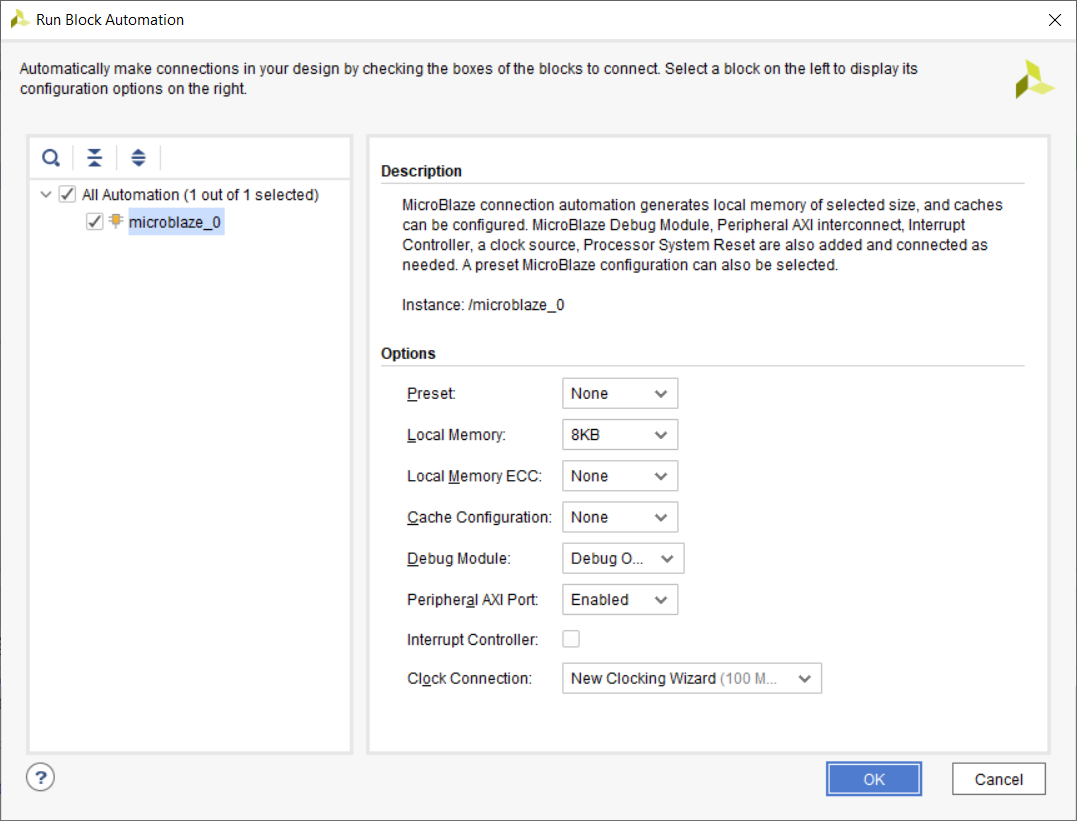 Run Block Automation
Automatically make connections in your design by checking the boxes of the blocks to connect. Select a block on the left to display its
configuration options on the right.
All Automation (1 out of 1 selected)
microblaze_0
Description
MicroBlaze connection automation generates local memory of selected size, and caches
can be configured. MicroBlaze Debug Module, Peripheral AXI interconnect, Interrupt
Controller, a clock source, Processor System Reset are also added and connected as
needed. A preset MicroBlaze configuration can also be selected.
Instance: /microblaze_0
Options
Preset: None
Local Memory: 8KB
Local Memory ECC: None
Cache Configuration: None
Debug Module: Debug O...
Peripheral AXI Port: Enabled
Interrupt Controller:
Clock Connection: New Clocking Wizard (100 M...
?
OK
Cancel